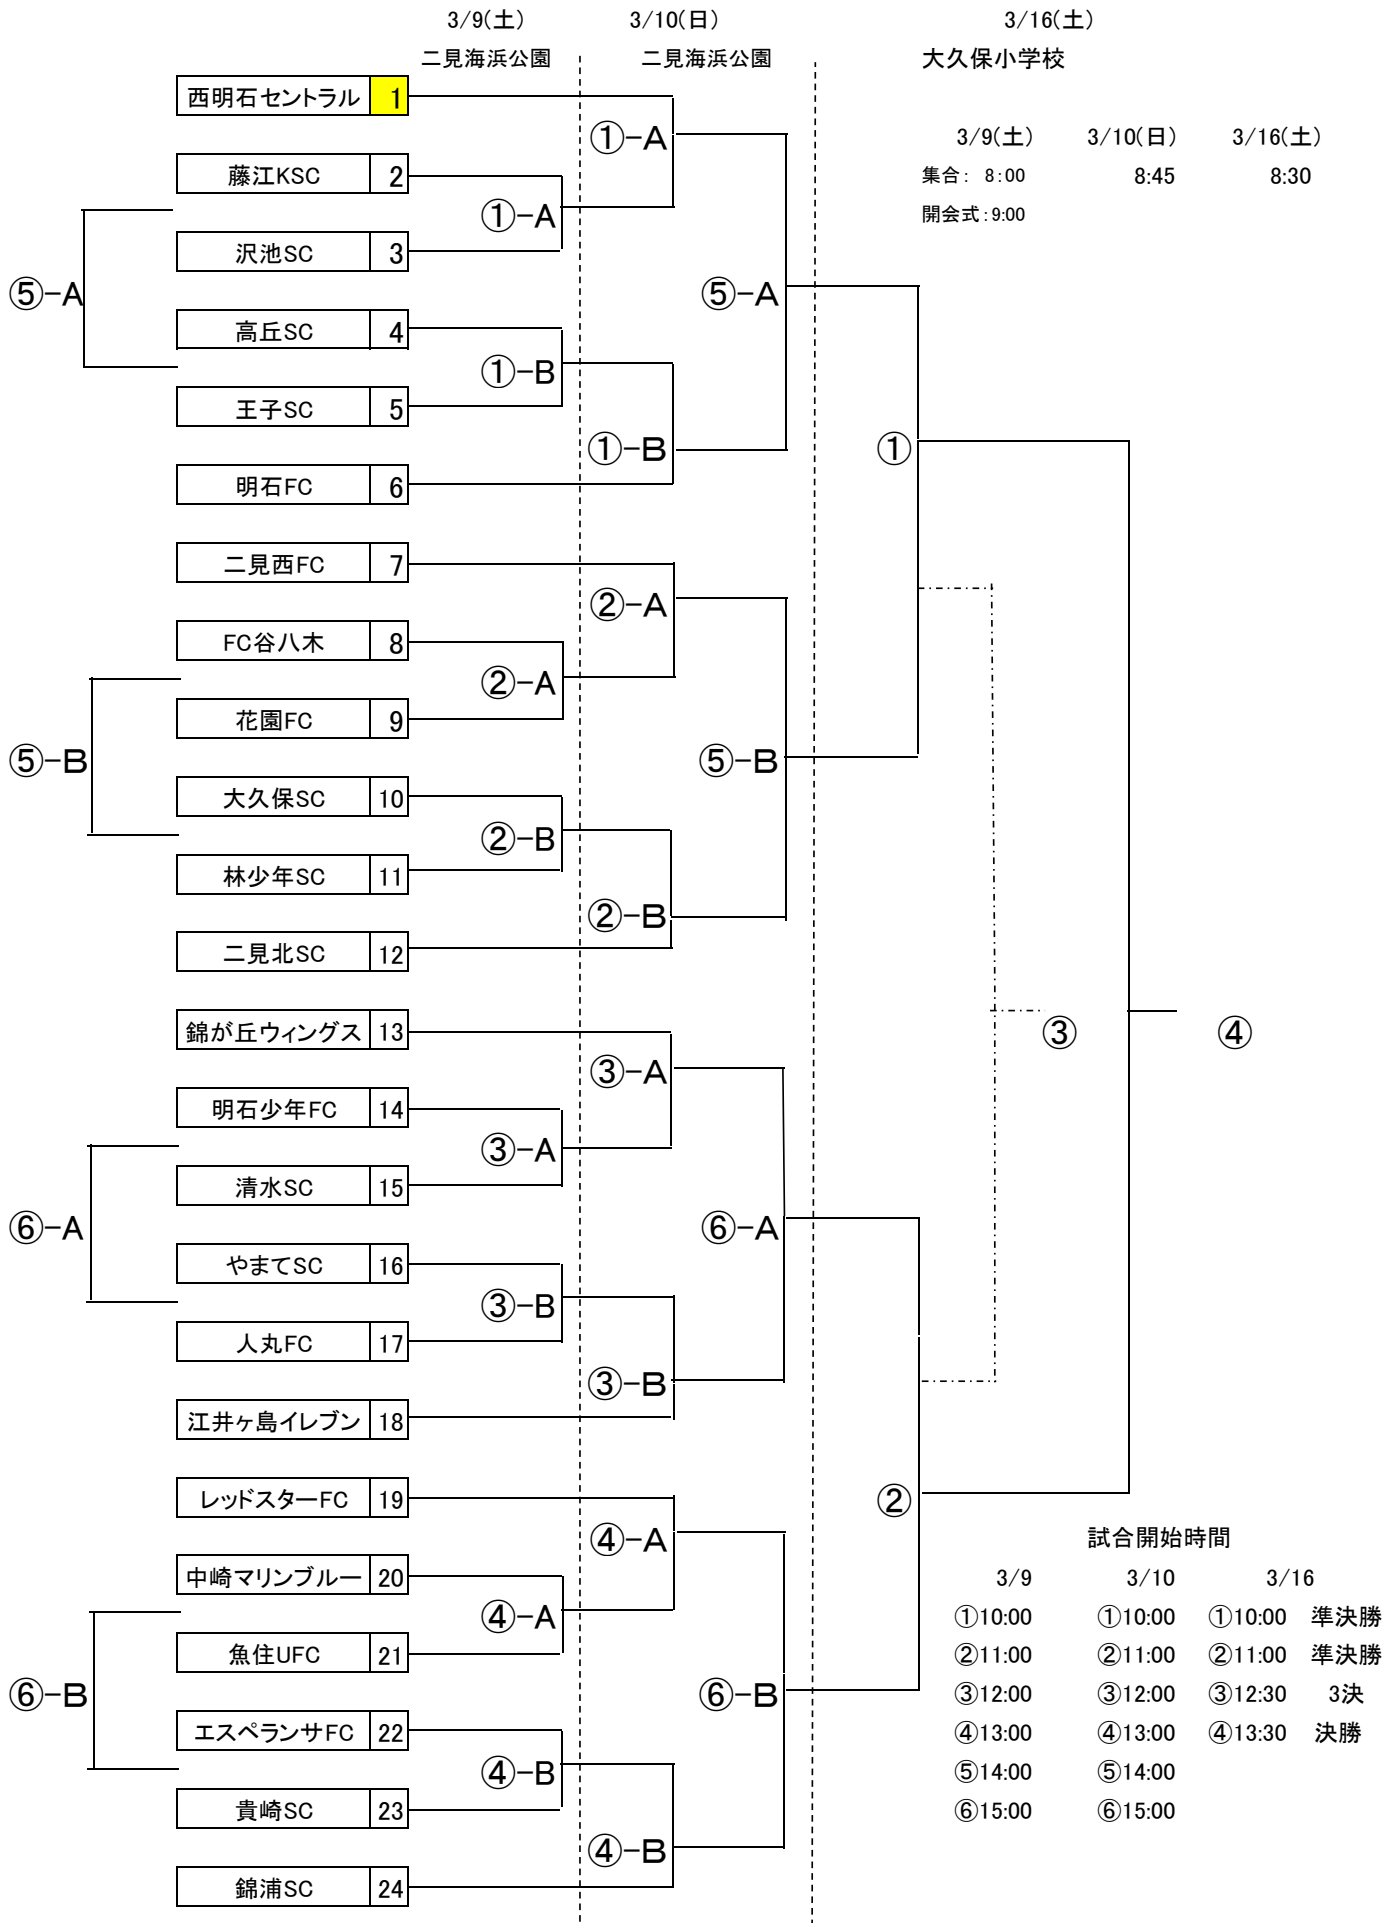 3/9(土) 3/10(日) 3/16(土)
二見海浜公園 二見海浜公園 大久保小学校
西明石セントラル 1
①-A
3/9(土) 3/10(日) 3/16(土)
藤江KSC 2
集合： 8：00 8:45 8:30
①-A
開会式：9:00
沢池SC 3
⑤-A ⑤-A
高丘SC 4
①-B
王子SC 5
①-B ①
明石FC 6
二見西FC 7
②-A
FC谷八木 8
②-A
花園FC 9
⑤-B ⑤-B
大久保SC 10
②-B
林少年SC 11
②-B
二見北SC 12
錦が丘ウィングス 13
③ ④
③-A
明石少年FC 14
③-A
清水SC 15
⑥-A ⑥-A
やまてSC 16
③-B
人丸FC 17
③-B
江井ヶ島イレブン 18
レッドスターFC 19
②
④-A
試合開始時間
中崎マリンブルー 20
3/9 3/10 3/16
④-A
①10:00 ①10:00 ①10:00 準決勝
魚住UFC 21
②11:00 ②11:00 ②11:00 準決勝
⑥-B ⑥-B
③12:00 ③12:00 ③12:30 3決
エスペランサFC 22
④13:00 ④13:00 ④13:30 決勝
④-B
⑤14:00 ⑤14:00
貴崎SC 23
⑥15:00 ⑥15:00
④-B
錦浦SC 24